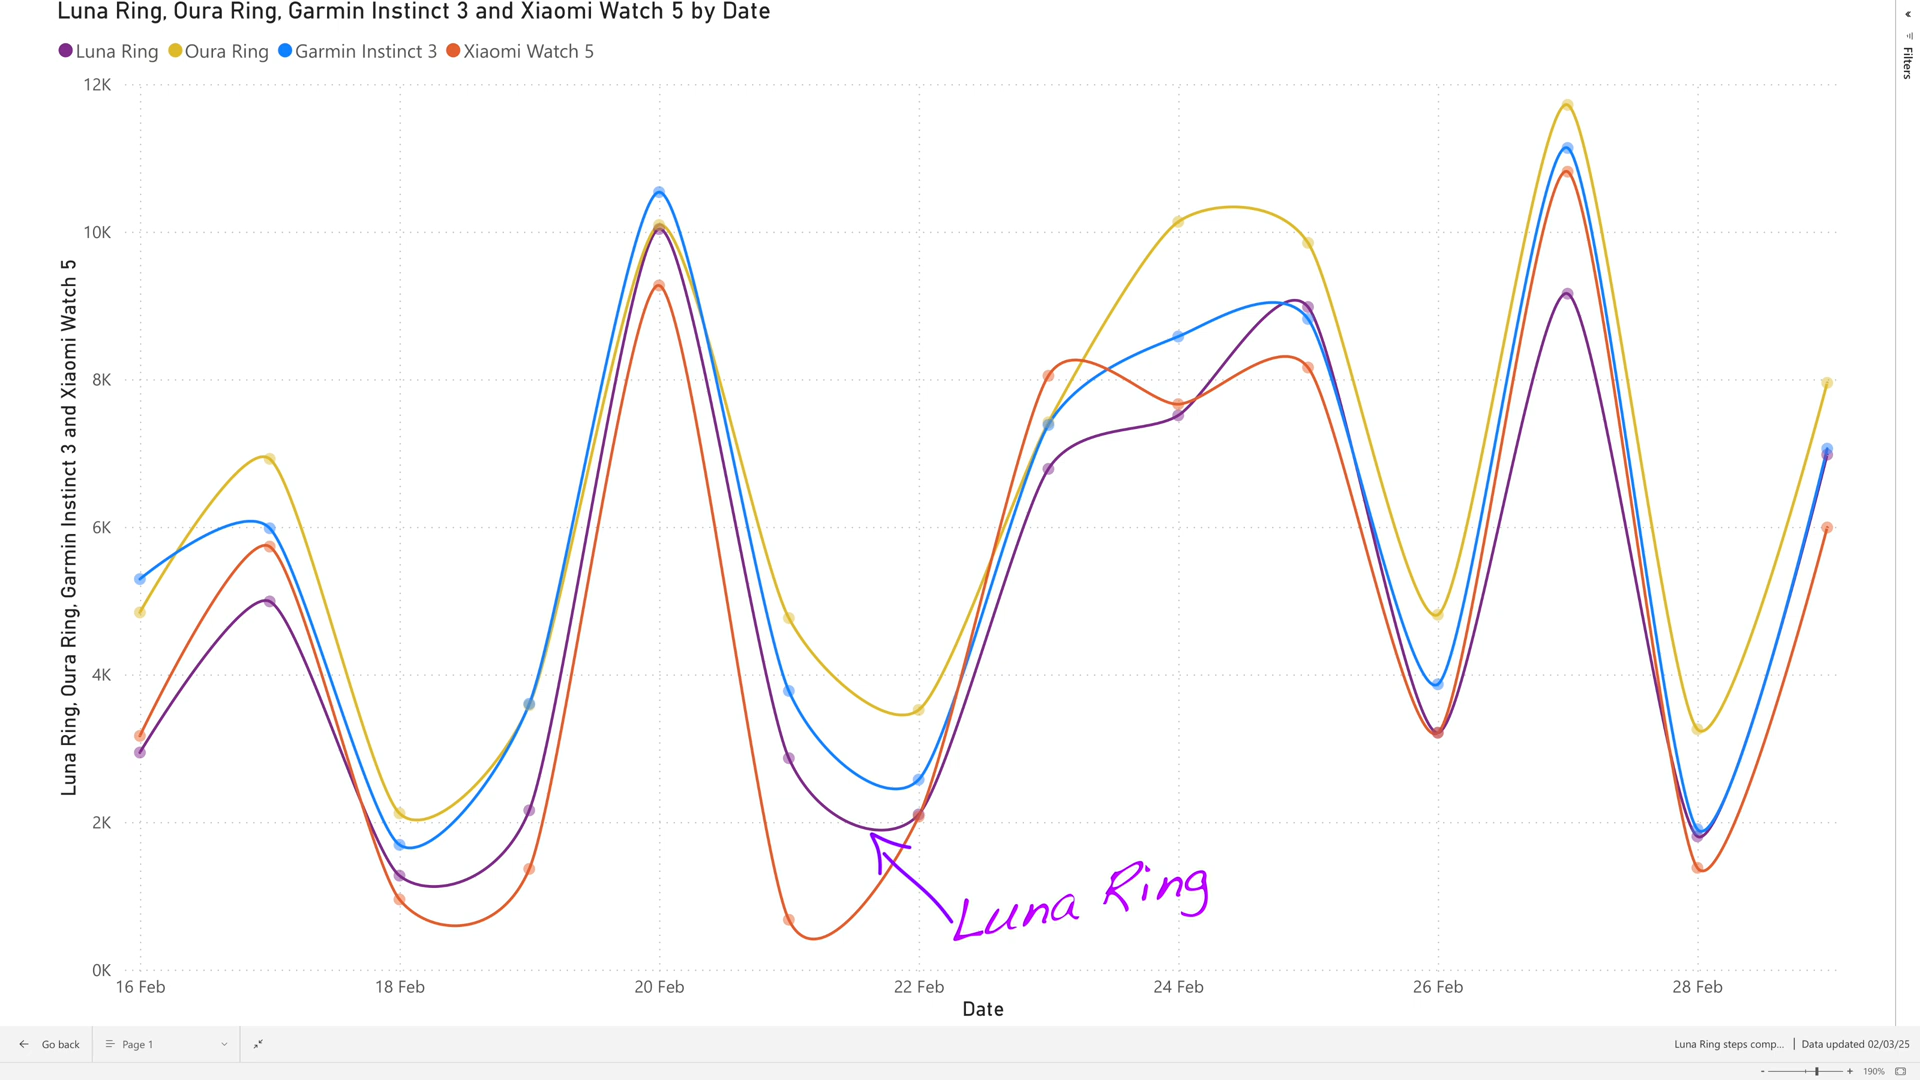 Luna Ring, Oura Ring, Garmin Instinct 3 and Xiaomi Watch 5 by Date
Luna Ring Oura Ring Garmin Instinct 3 Xiaomi Watch 5
Filters
Luna Ring, Oura Ring, Garmin Instinct 3 and Xiaomi Watch 5
12K
10K
8K
6K
4K
2K
0K
Luna Ring
16 Feb 18 Feb 20 Feb 22 Feb 24 Feb 26 Feb 28 Feb
Date
Go back Page 1 Luna Ring steps comp... | Data updated 02/03/25
- + 190%